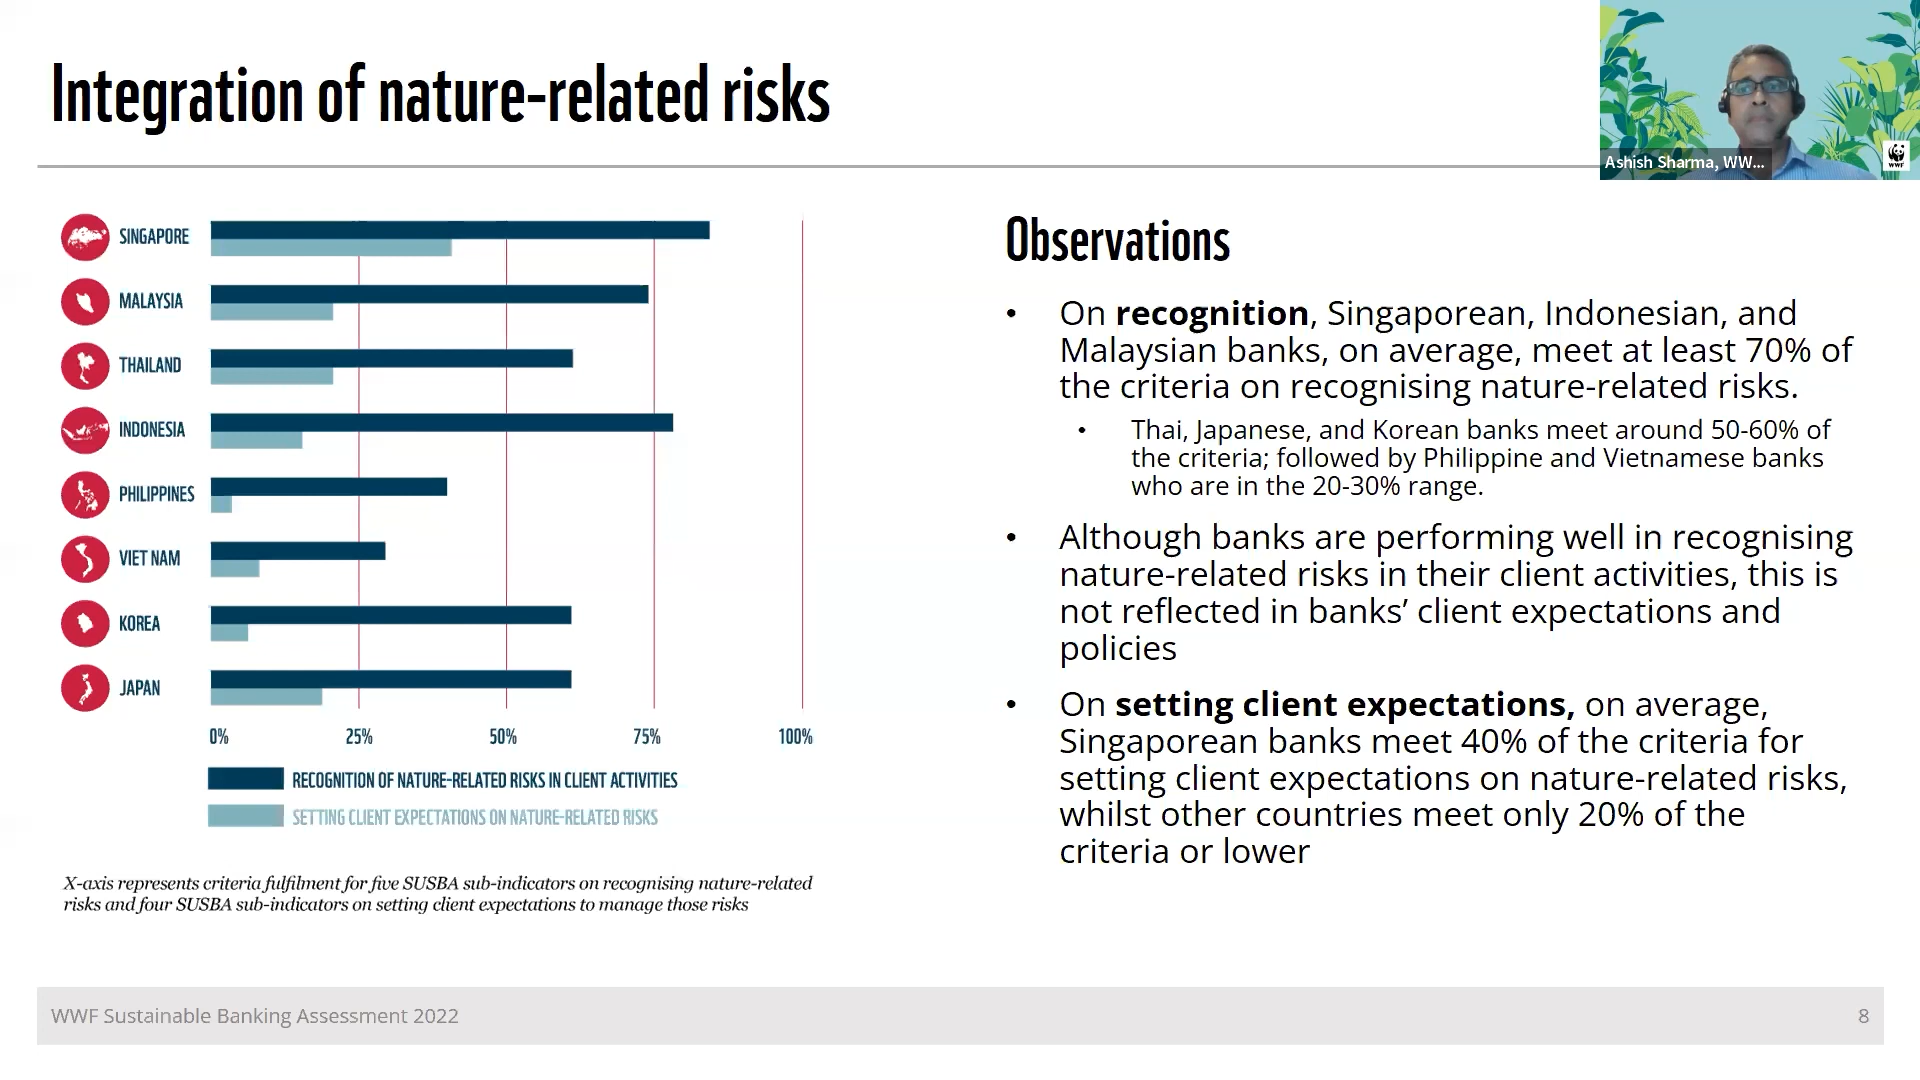 Integration of nature-related risks
Ashish Sharma, WW...
WWF
SINGAPORE
MALAYSIA
THAILAND
INDONESIA
PHILIPPINES
VIET NAM
KOREA
JAPAN
0% 25% 50% 75% 100%
RECOGNITION OF NATURE-RELATED RISKS IN CLIENT ACTIVITIES
SETTING CLIENT EXPECTATIONS ON NATURE-RELATED RISKS
X-axis represents criteria fulfilment for five SUSBA sub-indicators on recognising nature-related
risks and four SUSBA sub-indicators on setting client expectations to manage those risks
Observations
• On recognition, Singaporean, Indonesian, and
Malaysian banks, on average, meet at least 70% of
the criteria on recognising nature-related risks.
• Thai, Japanese, and Korean banks meet around 50-60% of
the criteria; followed by Philippine and Vietnamese banks
who are in the 20-30% range.
• Although banks are performing well in recognising
nature-related risks in their client activities, this is
not reflected in banks’ client expectations and
policies
• On setting client expectations, on average,
Singaporean banks meet 40% of the criteria for
setting client expectations on nature-related risks,
whilst other countries meet only 20% of the
criteria or lower
WWF Sustainable Banking Assessment 2022
8